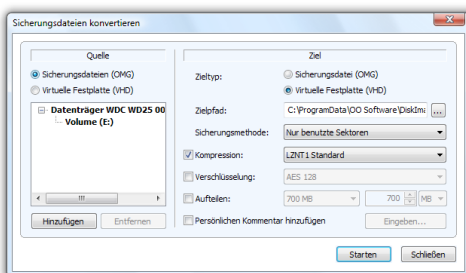 Sicherungsdateien konvertieren
Quelle
Sicherungsdateien (OMG)
Virtuelle Festplatte (VHD)
Datenträger WDC WD25 00
Volume (E:)
Hinzufügen
Entfernen
Ziel
Zieltyp:
Sicherungsdatei (OMG)
Virtuelle Festplatte (VHD)
Zielpfad:
C:\ProgramData\OO Software\DiskIma
...
Sicherungsmethode:
Nur benutzte Sektoren
Kompression:
LZNT1 Standard
Verschlüsselung:
AES 128
Aufteilen:
700 MB
700
MB
Persönlichen Kommentar hinzufügen
Eingeben...
Starten
Schließen